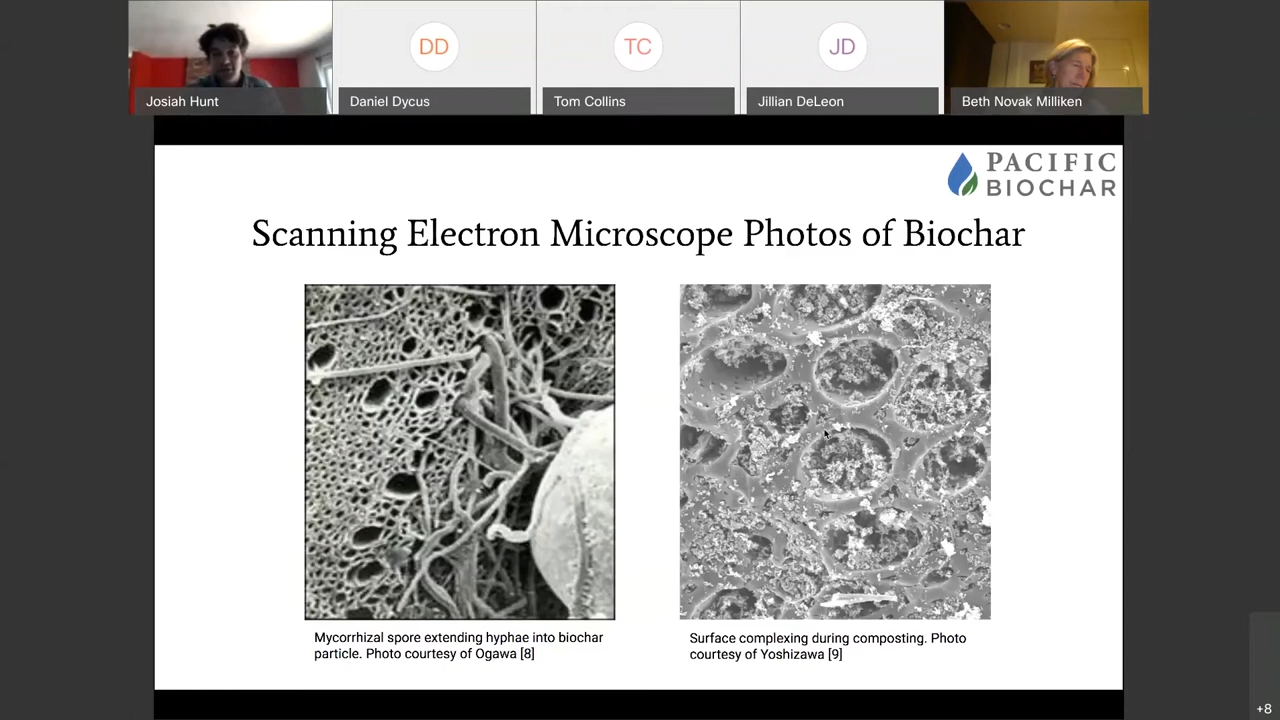 DD
TC
JD
Josiah Hunt
Daniel Dycus
Tom Collins
Jillian DeLeon
Beth Novak Milliken
PACIFIC
BIOCHAR
Scanning Electron Microscope Photos of Biochar
Mycorrhizal spore extending hyphae into biochar
particle. Photo courtesy of Ogawa [8]
Surface complexing during composting. Photo
courtesy of Yoshizawa [9]
+8